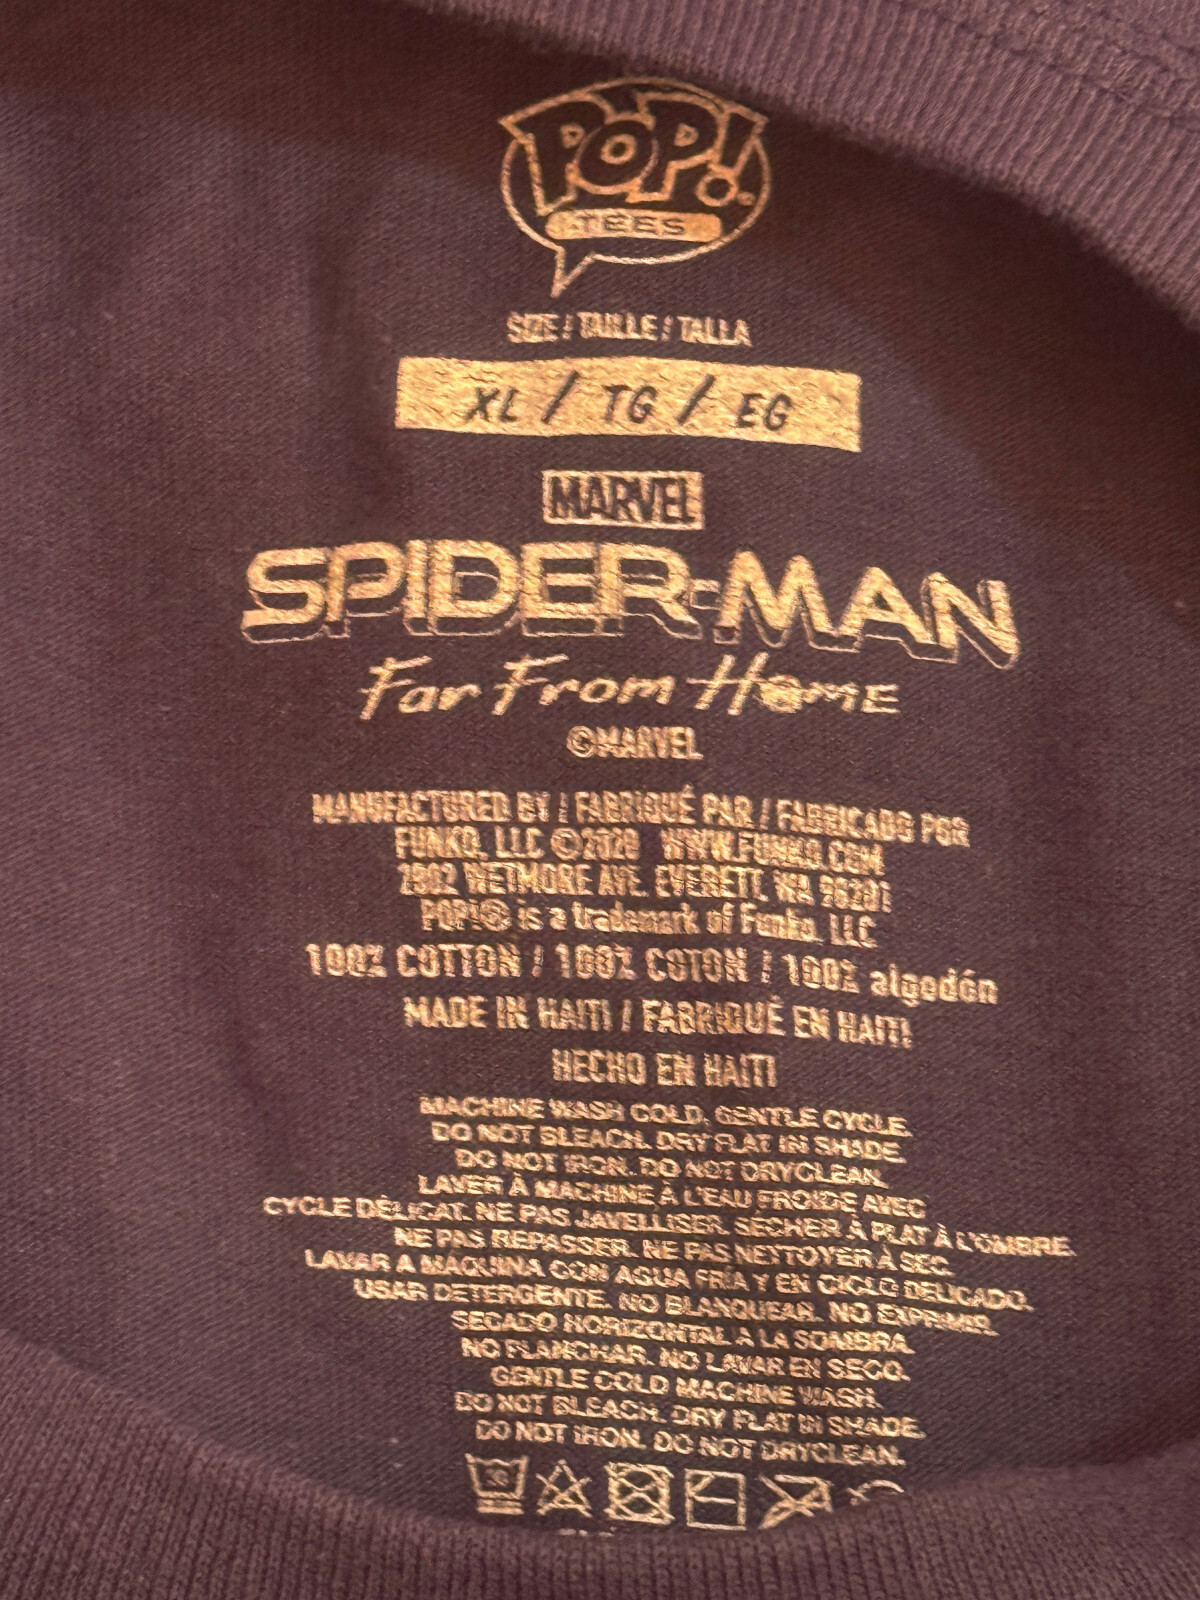 POP!
TEES
SIZE / TAILLE / TALLA
XL / TG / EG
MARVEL
SPIDER-MAN
Far From Home
©MARVEL
MANUFACTURED BY / FABRIQUÉ PAR / FABRICADO POR
FUNKO, LLC ©2020 WWW.FUNKO.COM
2802 WETMORE AVE. EVERETT, WA 98201
POP!® is a trademark of Funko, LLC
100% COTTON / 100% COTON / 100% algodón
MADE IN HAITI / FABRIQUÉ EN HAITI
HECHO EN HAITI
MACHINE WASH COLD, GENTLE CYCLE.
DO NOT BLEACH. DRY FLAT IN SHADE.
DO NOT IRON. DO NOT DRYCLEAN.
LAVER À MACHINE À L'EAU FROIDE AVEC
CYCLE DÉLICAT. NE PAS JAVELLISER. SÉCHER À PLAT À L'OMBRE.
NE PAS REPASSER. NE PAS NETTOYER À SEC.
LAVAR A MÁQUINA CON AGUA FRÍA Y EN CICLO DELICADO.
USAR DETERGENTE. NO BLANQUEAR. NO EXPRIMIR.
SECADO HORIZONTAL A LA SOMBRA.
NO PLANCHAR. NO LAVAR EN SECO.
GENTLE COLD MACHINE WASH.
DO NOT BLEACH. DRY FLAT IN SHADE.
DO NOT IRON. DO NOT DRYCLEAN.